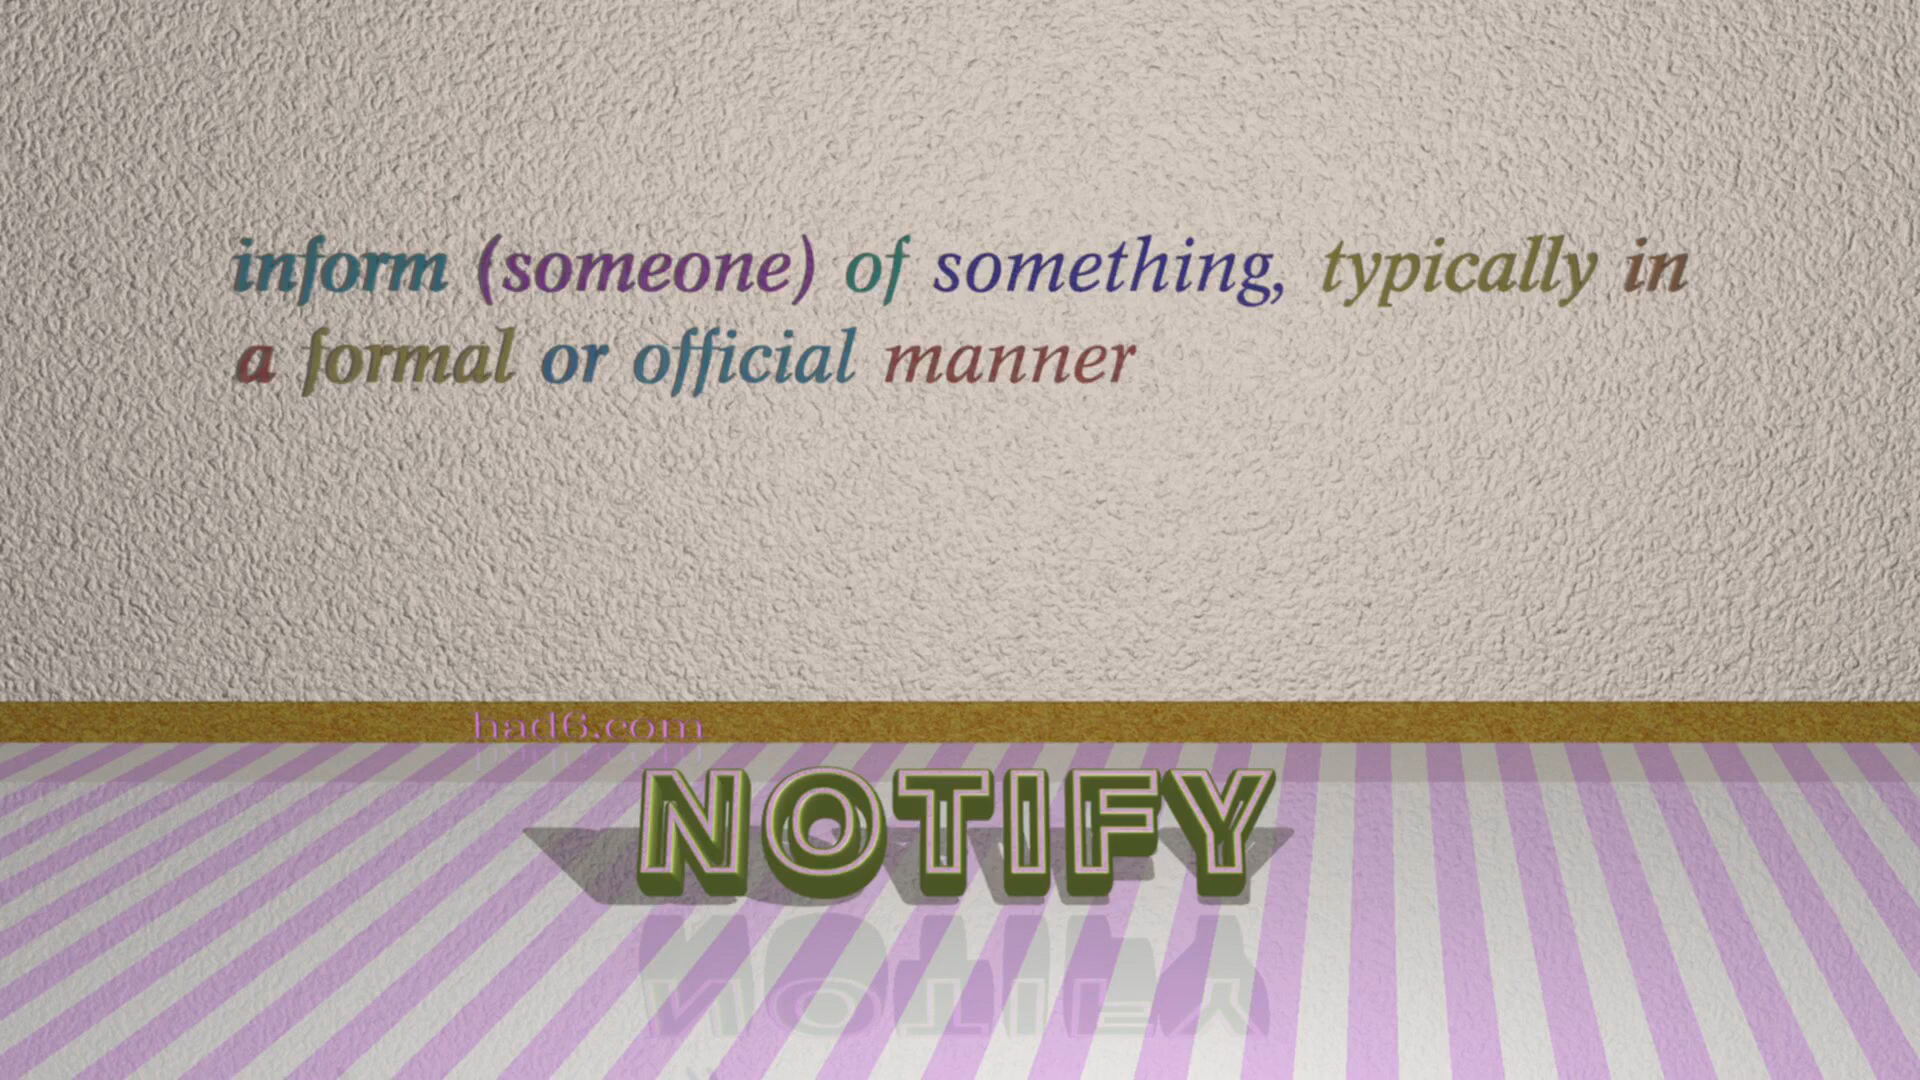 inform (someone) of something, typically in
a formal or official manner
had6.com
NOTIFY